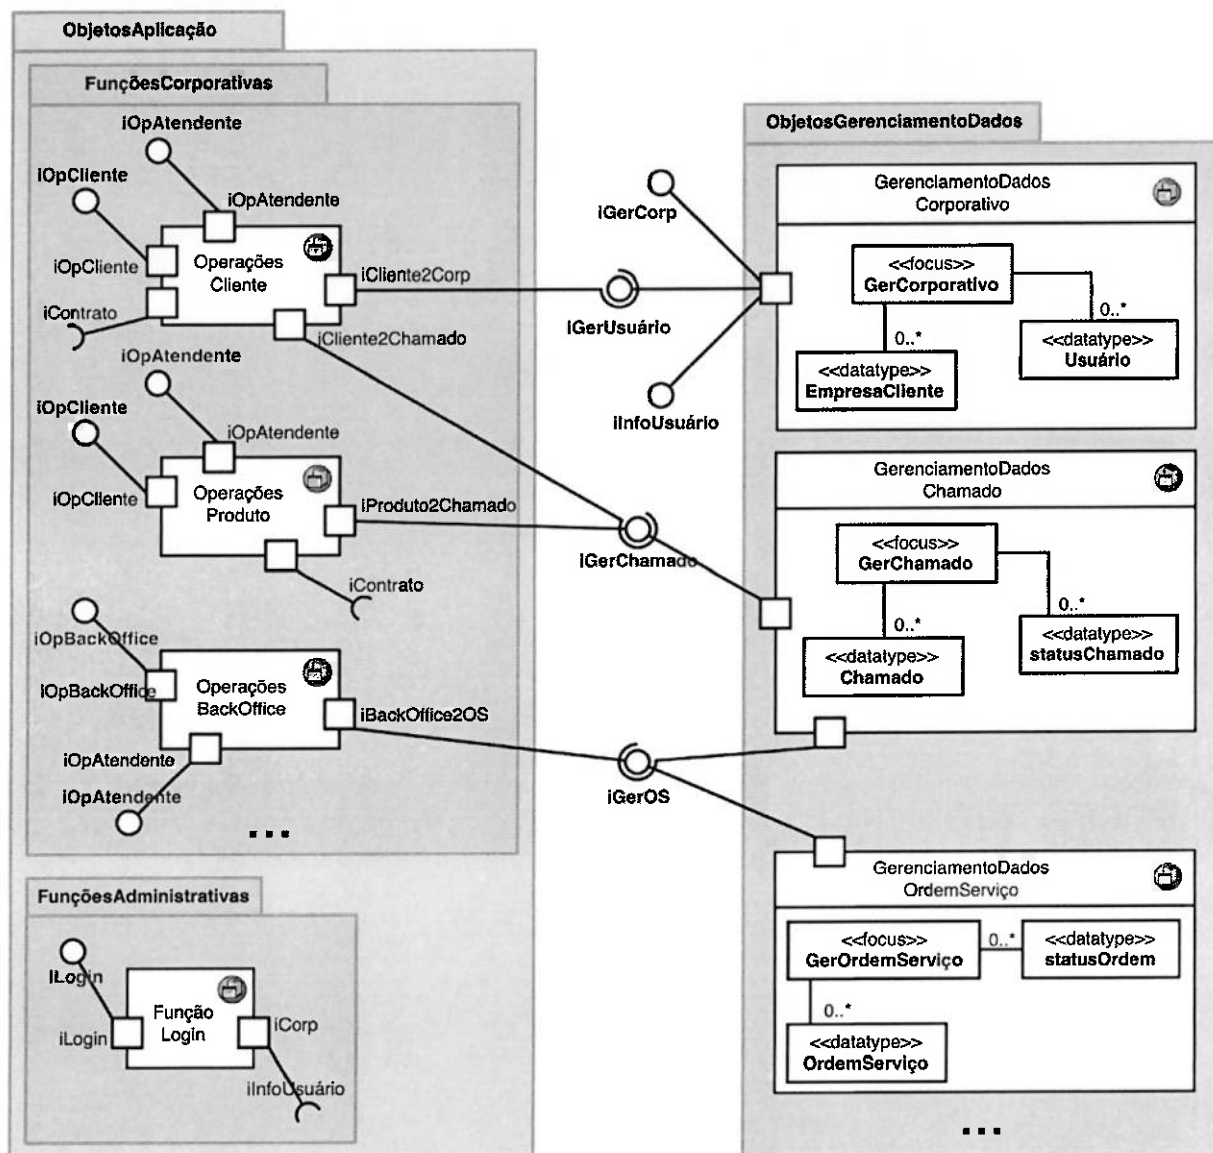 ObjetosAplicação
FunçõesCorporativas
iOpAtendente
iOpCliente
iOpAtendente
iOpCliente
Operações
Cliente
iCliente2Corp
iContrato
iCliente2Chamado
iOpAtendente
iOpCliente
iOpAtendente
iOpCliente
Operações
Produto
iProduto2Chamado
iContrato
iOpBackOffice
iOpBackOffice
Operações
BackOffice
iBackOffice2OS
iOpAtendente
iOpAtendente
...
FunçõesAdministrativas
ILogin
iLogin
Função
Login
iCorp
iInfoUsuário
iGerCorp
iGerUsuário
iInfoUsuário
iGerChamado
iGerOS
ObjetosGerenciamentoDados
GerenciamentoDados
Corporativo
<<focus>>
GerCorporativo
0..*
0..*
<<datatype>>
EmpresaCliente
<<datatype>>
Usuário
GerenciamentoDados
Chamado
<<focus>>
GerChamado
0..*
0..*
<<datatype>>
Chamado
<<datatype>>
statusChamado
GerenciamentoDados
OrdemServiço
<<focus>>
GerOrdemServiço
0..*
<<datatype>>
statusOrdem
0..*
<<datatype>>
OrdemServiço
...